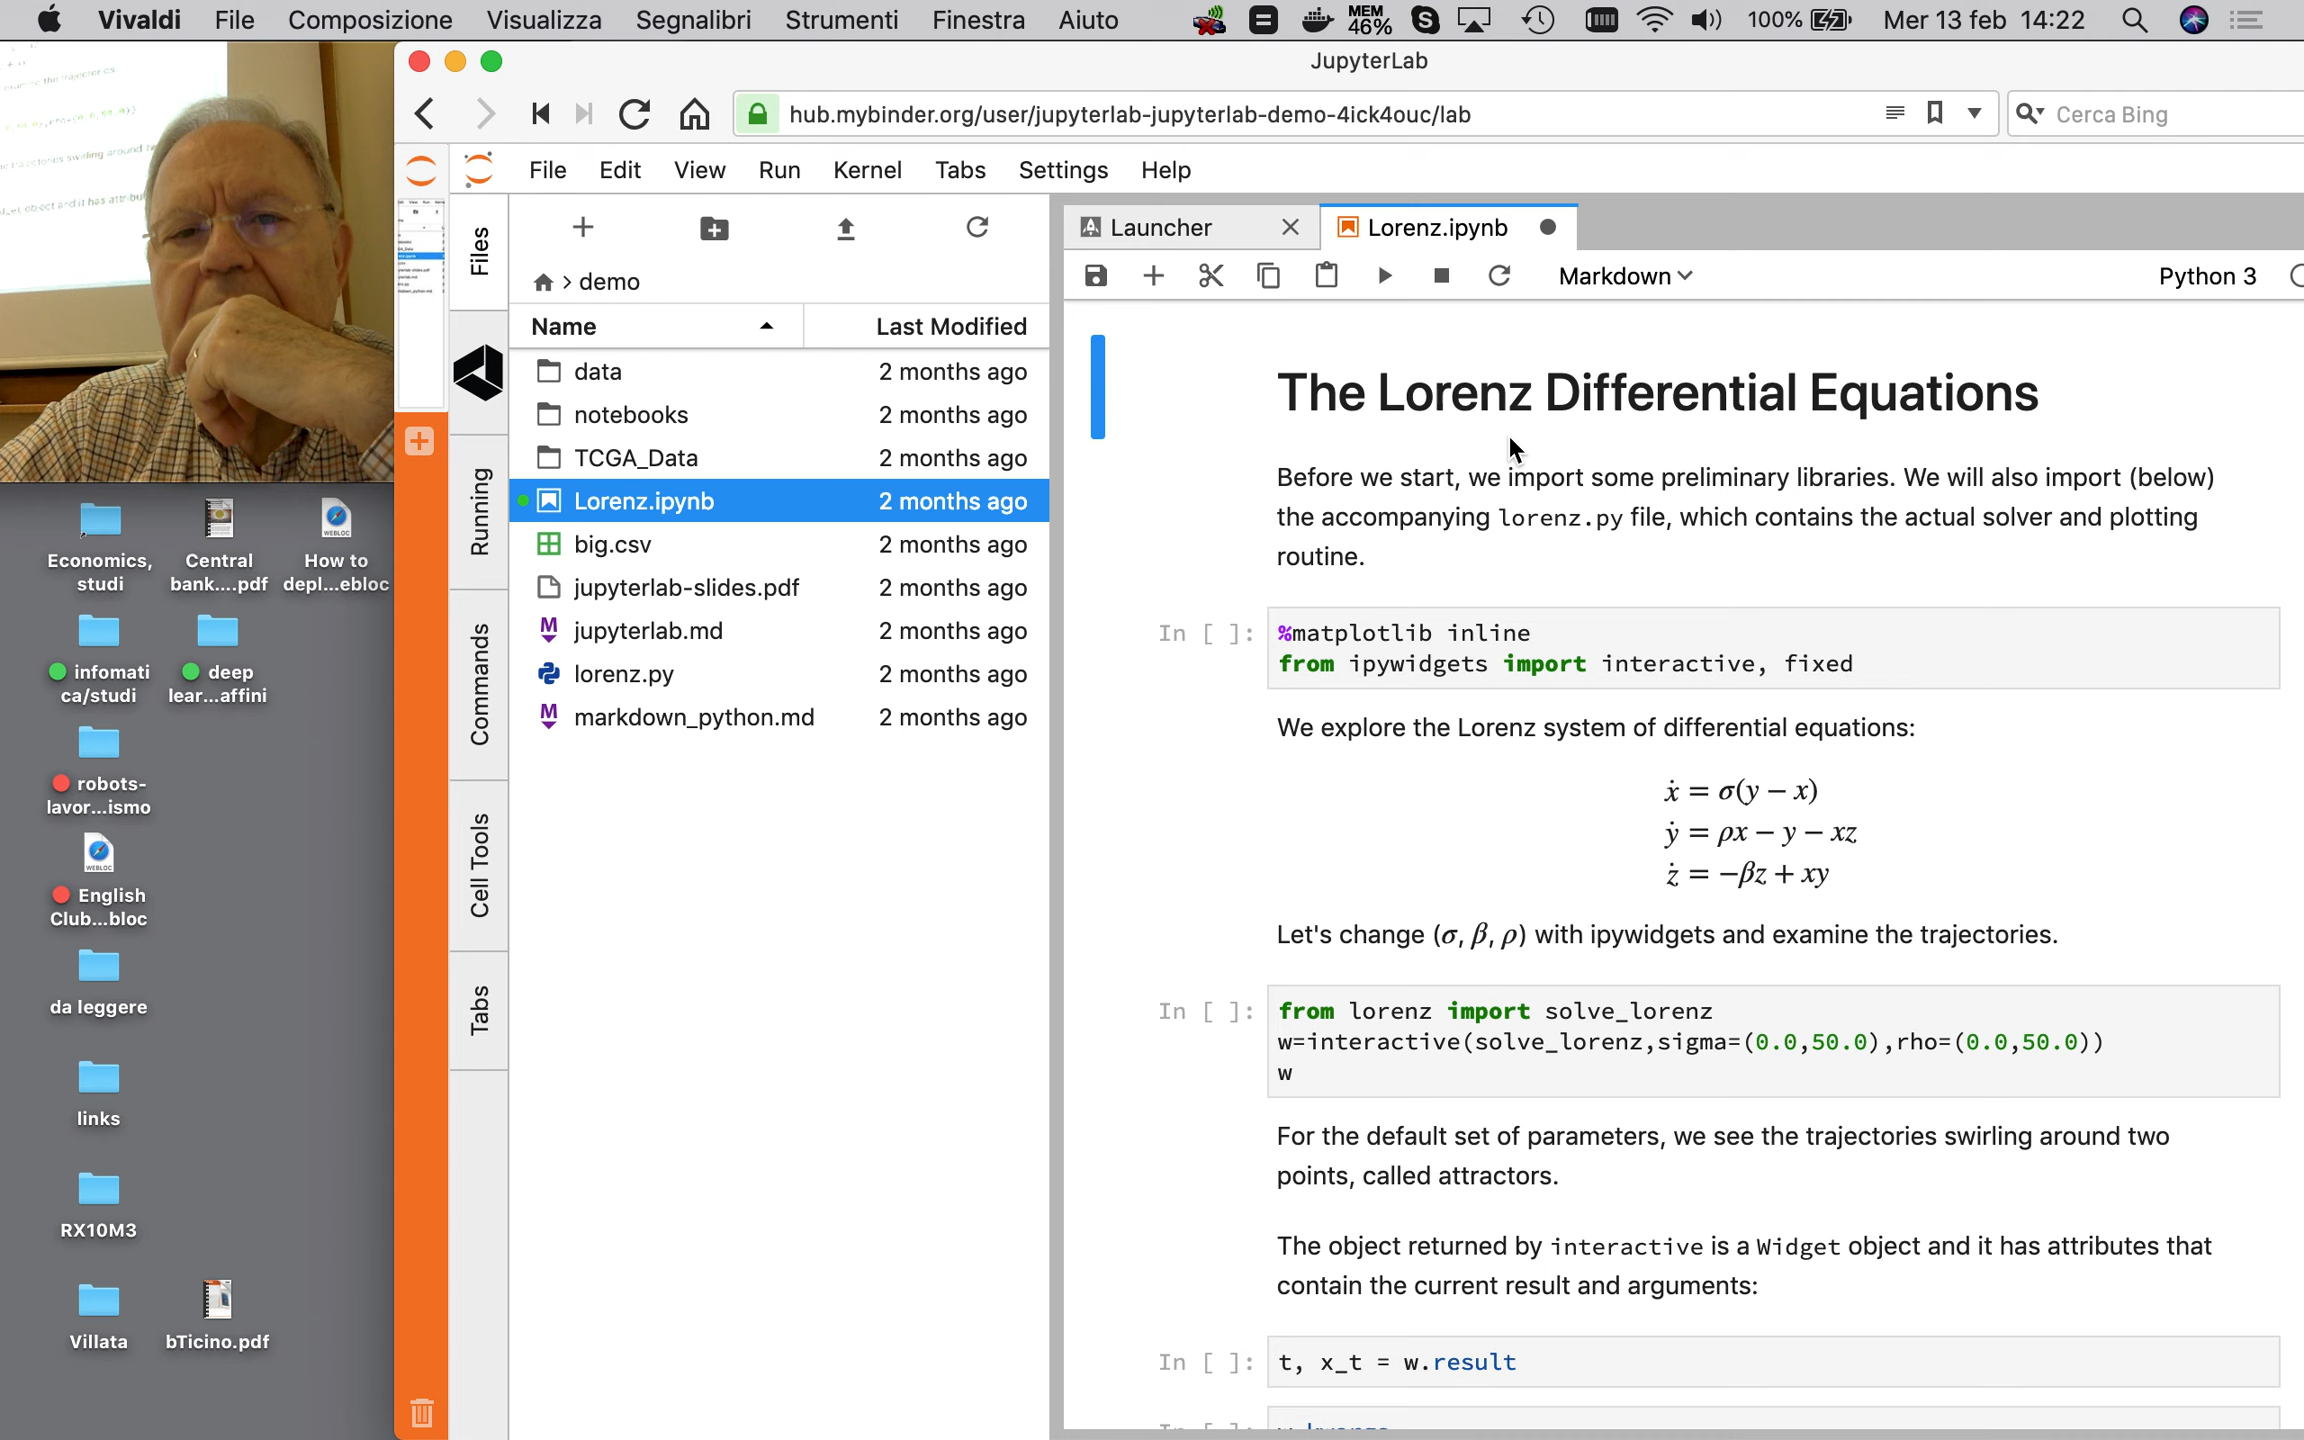 Vivaldi File Composizione Visualizza Segnalibri Strumenti Finestra Aiuto MEM 46% 100% Mer 13 feb 14:22
JupyterLab
hub.mybinder.org/user/jupyterlab-jupyterlab-demo-4ick4ouc/lab Cerca Bing
File Edit View Run Kernel Tabs Settings Help
Files
Running
Commands
Cell Tools
Tabs
demo
Name Last Modified
data 2 months ago
notebooks 2 months ago
TCGA_Data 2 months ago
Lorenz.ipynb 2 months ago
big.csv 2 months ago
jupyterlab-slides.pdf 2 months ago
jupyterlab.md 2 months ago
lorenz.py 2 months ago
markdown_python.md 2 months ago
Launcher Lorenz.ipynb
Markdown Python 3
The Lorenz Differential Equations
Before we start, we import some preliminary libraries. We will also import (below)
the accompanying lorenz.py file, which contains the actual solver and plotting
routine.
In [ ]: %matplotlib inline
from ipywidgets import interactive, fixed
We explore the Lorenz system of differential equations:
ẋ = σ(y − x)
ẏ = ρx − y − xz
ż = −βz + xy
Let's change (σ, β, ρ) with ipywidgets and examine the trajectories.
In [ ]: from lorenz import solve_lorenz
w=interactive(solve_lorenz,sigma=(0.0,50.0),rho=(0.0,50.0))
w
For the default set of parameters, we see the trajectories swirling around two
points, called attractors.
The object returned by interactive is a Widget object and it has attributes that
contain the current result and arguments:
In [ ]: t, x_t = w.result
Economics,
studi
Central
bank....pdf
How to
depl...ebloc
infomati
ca/studi
deep
lear...affini
robots-
lavor...ismo
WEBLOC
English
Club...bloc
da leggere
links
RX10M3
Villata
bTicino.pdf